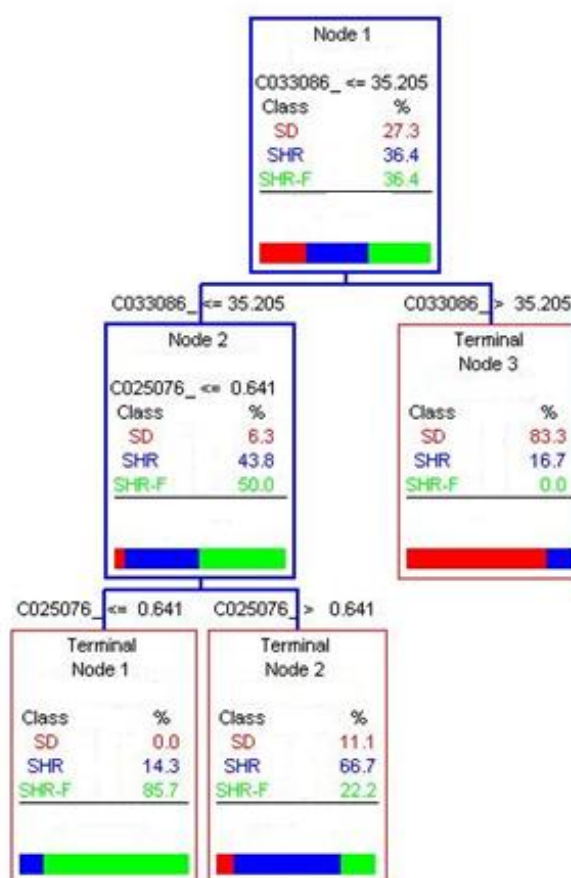 Node 1
C033086_ <= 35.205
Class %
SD 27.3
SHR 36.4
SHR-F 36.4
C033086_ <= 35.205
C033086_ > 35.205
Node 2
C025076_ <= 0.641
Class %
SD 6.3
SHR 43.8
SHR-F 50.0
Terminal
Node 3
Class %
SD 83.3
SHR 16.7
SHR-F 0.0
C025076_ <= 0.641
C025076_ > 0.641
Terminal
Node 1
Class %
SD 0.0
SHR 14.3
SHR-F 85.7
Terminal
Node 2
Class %
SD 11.1
SHR 66.7
SHR-F 22.2